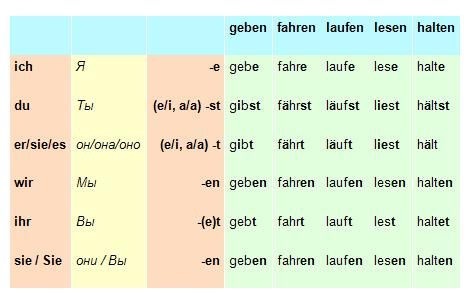 geben fahren laufen lesen halten
ich Я -e gebe fahre laufe lese halte
du Ты (e/i, a/a) -st gibst fährst läufst liest hältst
er/sie/es он/она/оно (e/i, a/a) -t gibt fährt läuft liest hält
wir Мы -en geben fahren laufen lesen halten
ihr Вы -(e)t gebt fahrt lauft lest haltet
sie / Sie они / Вы -en geben fahren laufen lesen halten